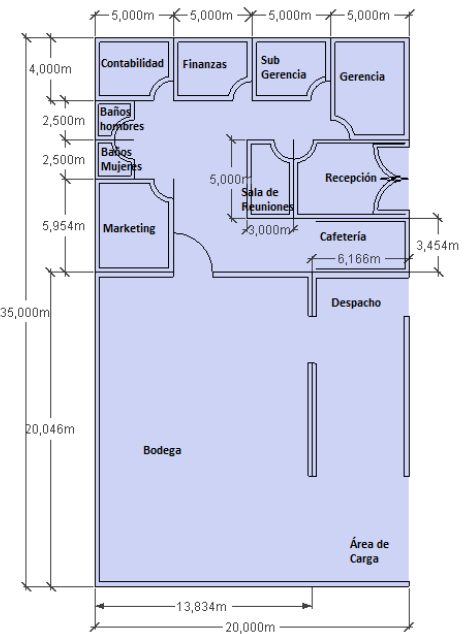 5,000m 5,000m 5,000m 5,000m
4,000m
Contabilidad
Finanzas
Sub
Gerencia
Gerencia
2,500m
Baños
hombres
2,500m
Baños
Mujeres
5,000m
Sala de
Reuniones
Recepción
5,954m
Marketing
3,000m
Cafetería
3,454m
6,166m
35,000m
Despacho
20,046m
Bodega
Área de
Carga
13,834m
20,000m